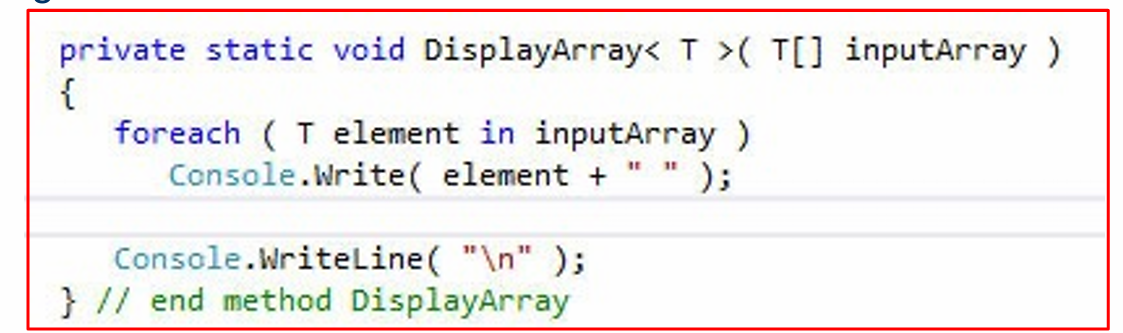 private static void DisplayArray< T >( T[] inputArray )
{
foreach ( T element in inputArray )
Console.Write( element + " " );
Console.WriteLine( "\n" );
} // end method DisplayArray